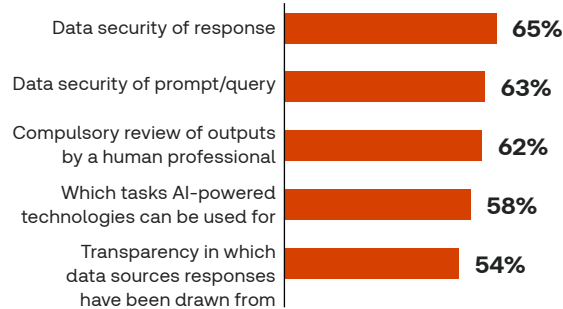 Data security of response
65%
Data security of prompt/query
63%
Compulsory review of outputs
by a human professional
62%
Which tasks AI-powered
technologies can be used for
58%
Transparency in which
data sources responses
have been drawn from
54%